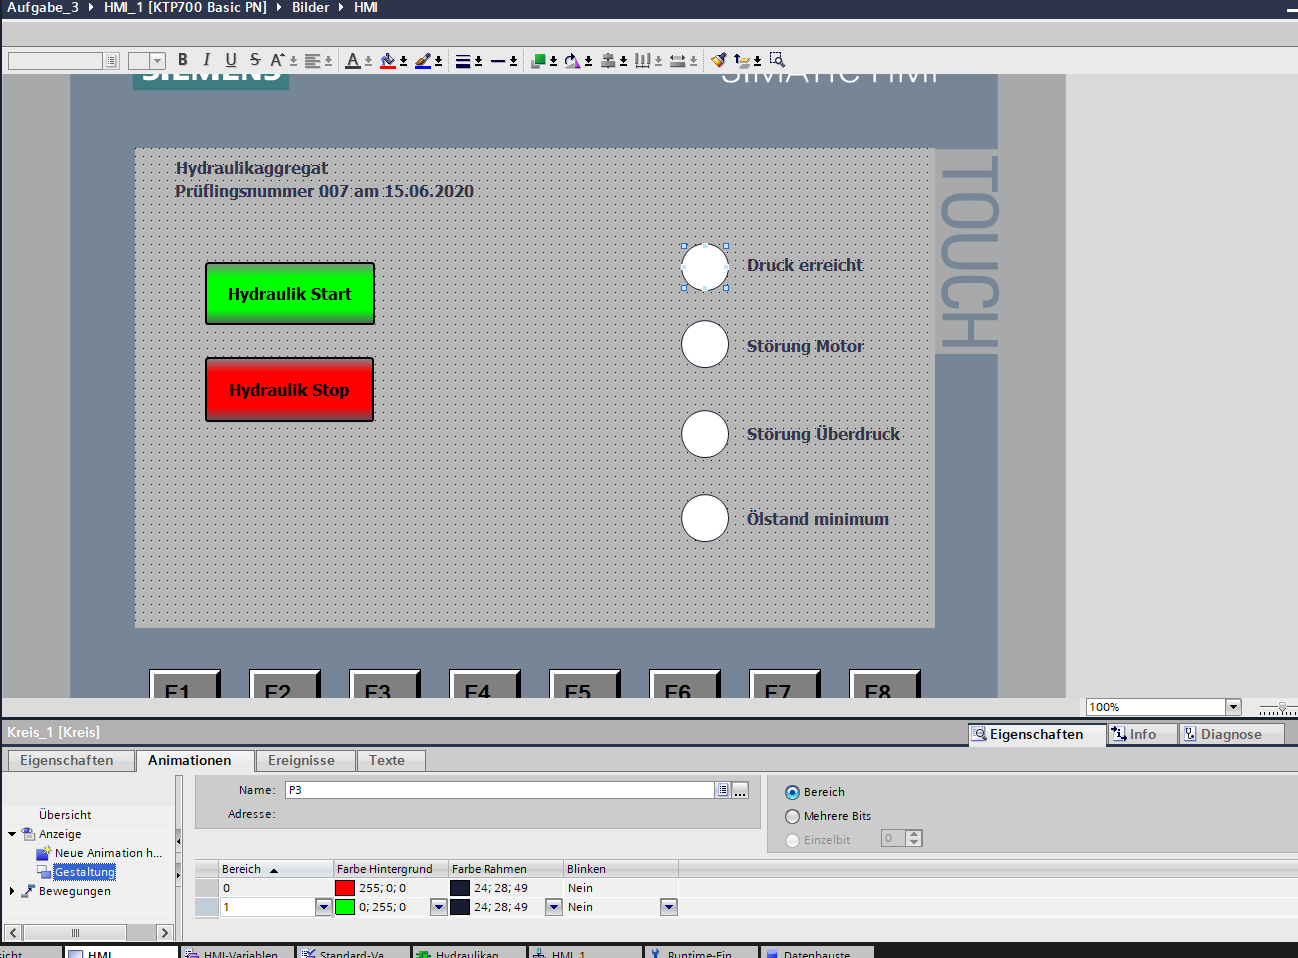 Aufgabe_3 HMI_1 [KTP700 Basic PN] Bilder HMI
B I U S A A
SIEMENS SIMATIC HMI
Hydraulikaggregat
Prüflingsnummer 007 am 15.06.2020
TOUCH
Hydraulik Start
Hydraulik Stop
Druck erreicht
Störung Motor
Störung Überdruck
Ölstand minimum
F1 F2 F3 F4 F5 F6 F7 F8
100%
Kreis_1 [Kreis]
Eigenschaften Info Diagnose
Eigenschaften Animationen Ereignisse Texte
Übersicht
Anzeige
Neue Animation h...
Gestaltung
Bewegungen
Name: P3 ...
Adresse:
Bereich
Mehrere Bits
Einzelbit 0
Bereich Farbe Hintergrund Farbe Rahmen Blinken
0 255; 0; 0 24; 28; 49 Nein
1 0; 255; 0 24; 28; 49 Nein
sicht HMI HMI-Variablen Standard-Va... Hydraulikag... HMI_1 Runtime-Ein... Datenbauste...